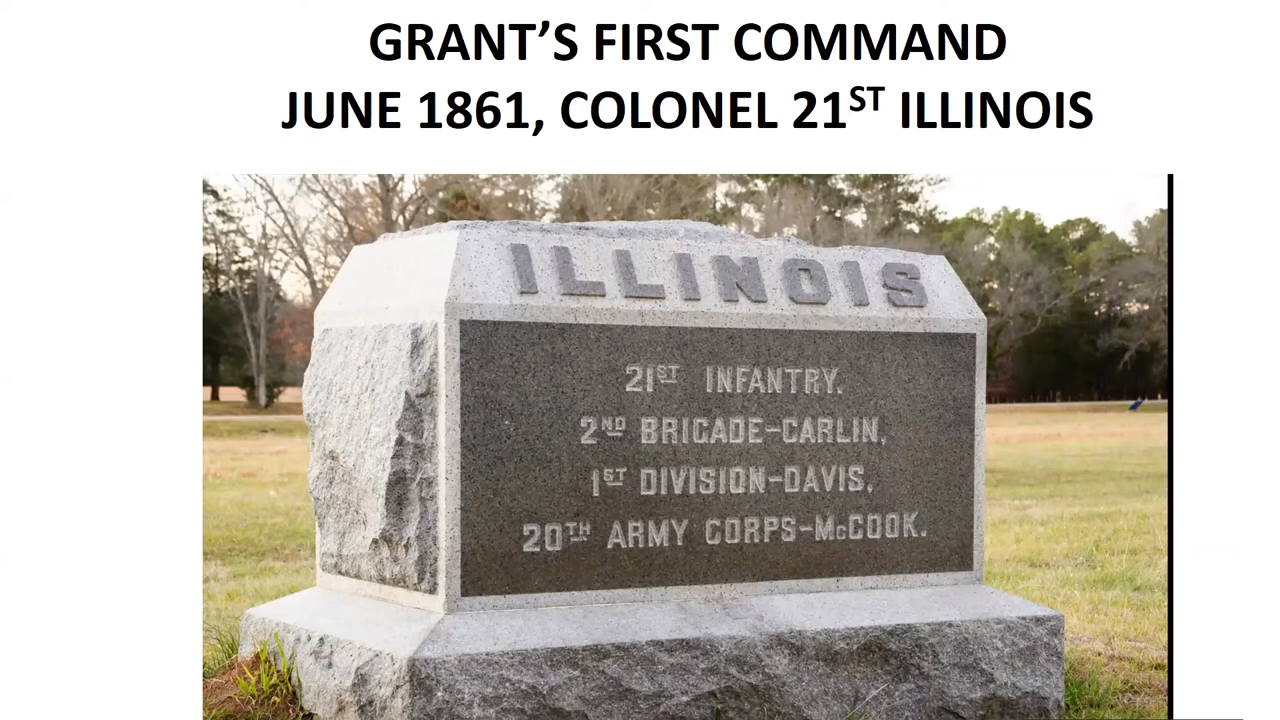 GRANT’S FIRST COMMAND
JUNE 1861, COLONEL 21ST ILLINOIS
ILLINOIS
21ST INFANTRY.
2ND BRIGADE-CARLIN,
1ST DIVISION-DAVIS,
20TH ARMY CORPS-McCOOK.